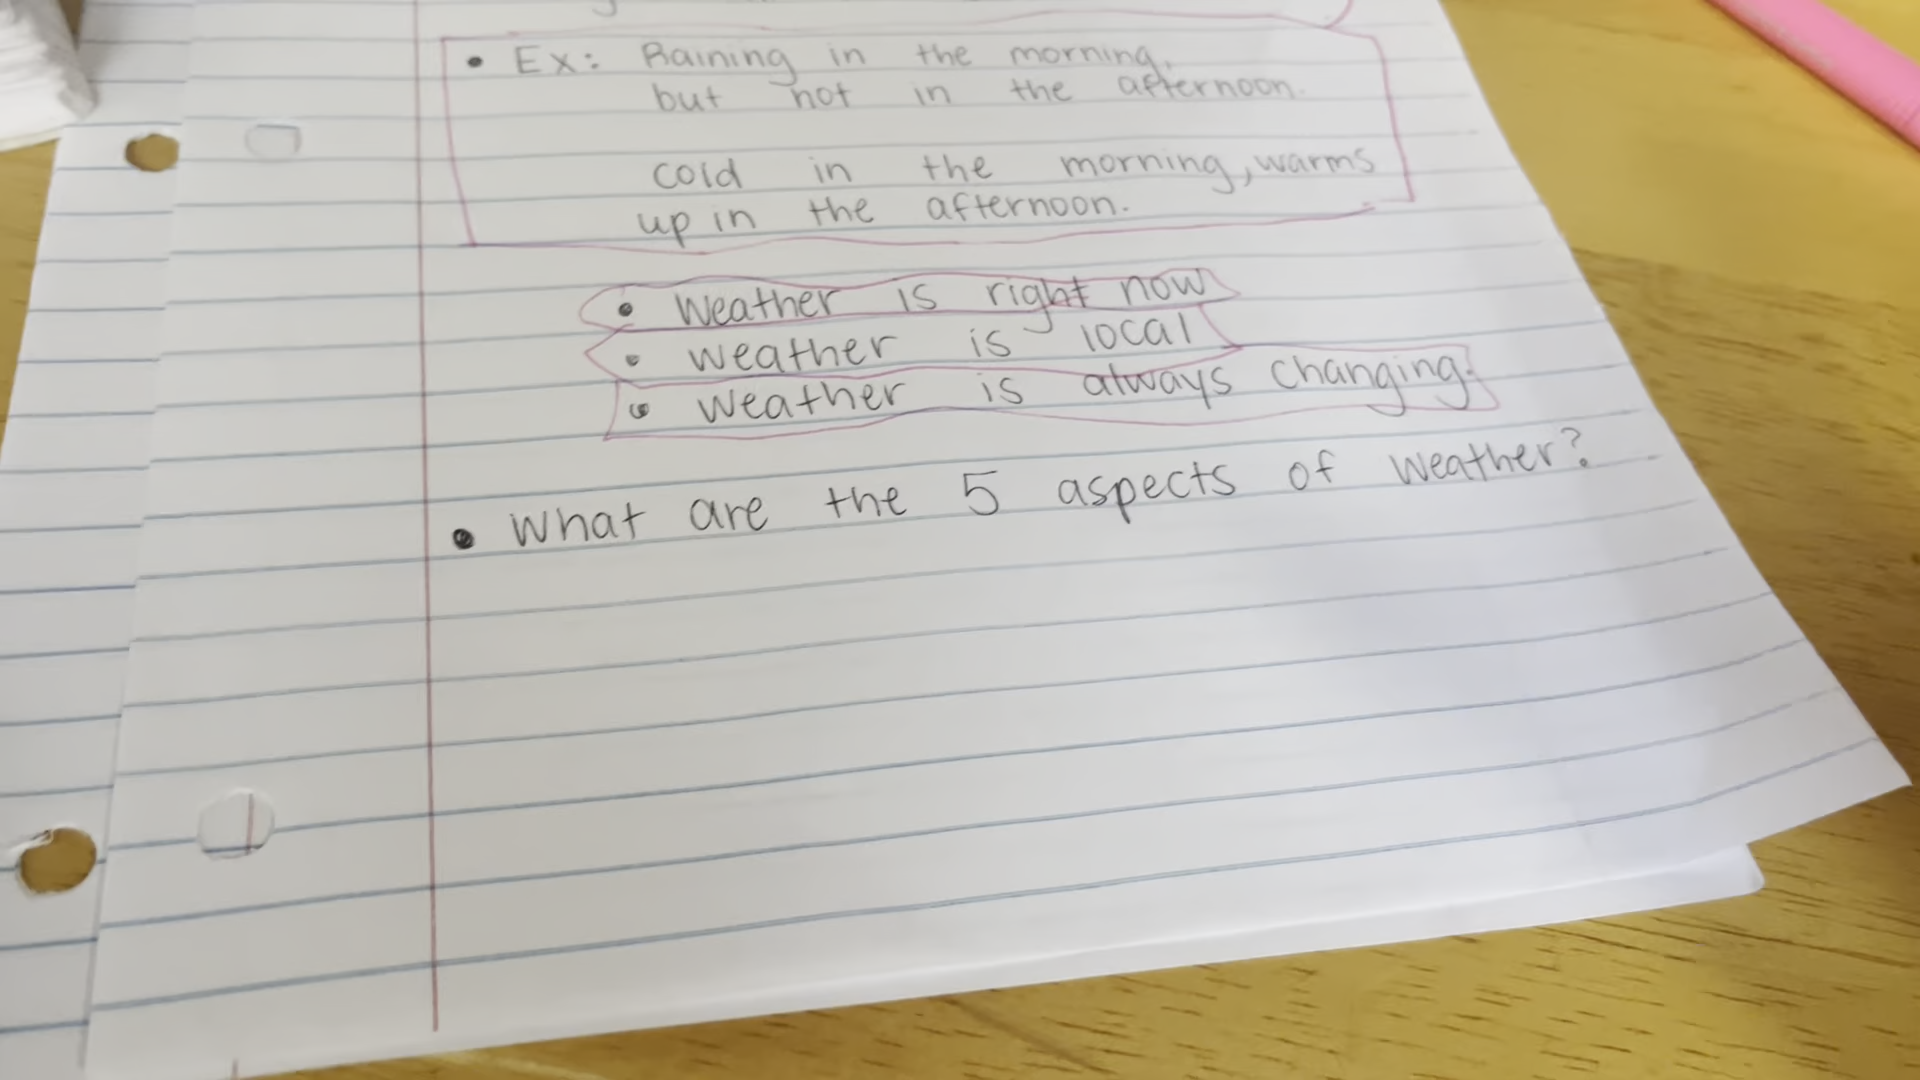 • Ex: Raining in the morning,
but not in the afternoon.
cold in the morning, warms
up in the afternoon.
• Weather is right now
• weather is local
• weather is always changing.
• What are the 5 aspects of weather?